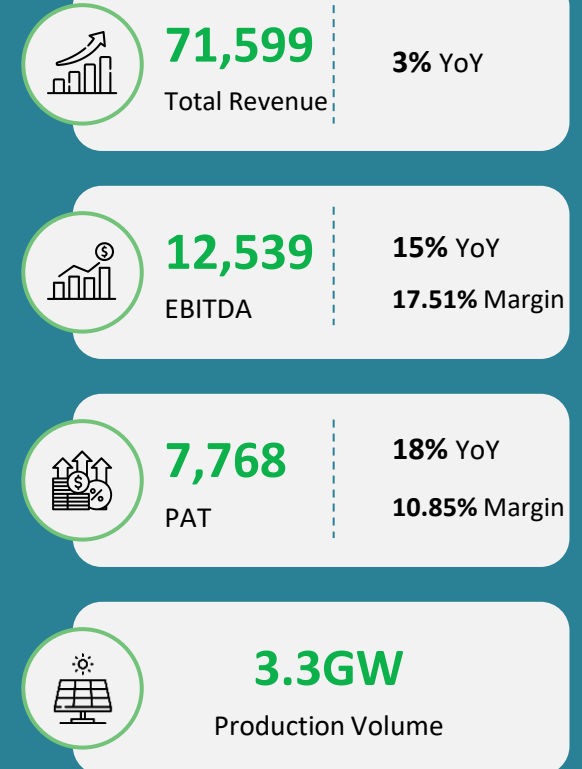 71,599
Total Revenue
3% YoY
$
12,539
EBITDA
15% YoY
17.51% Margin
$
%
7,768
PAT
18% YoY
10.85% Margin
3.3GW
Production Volume